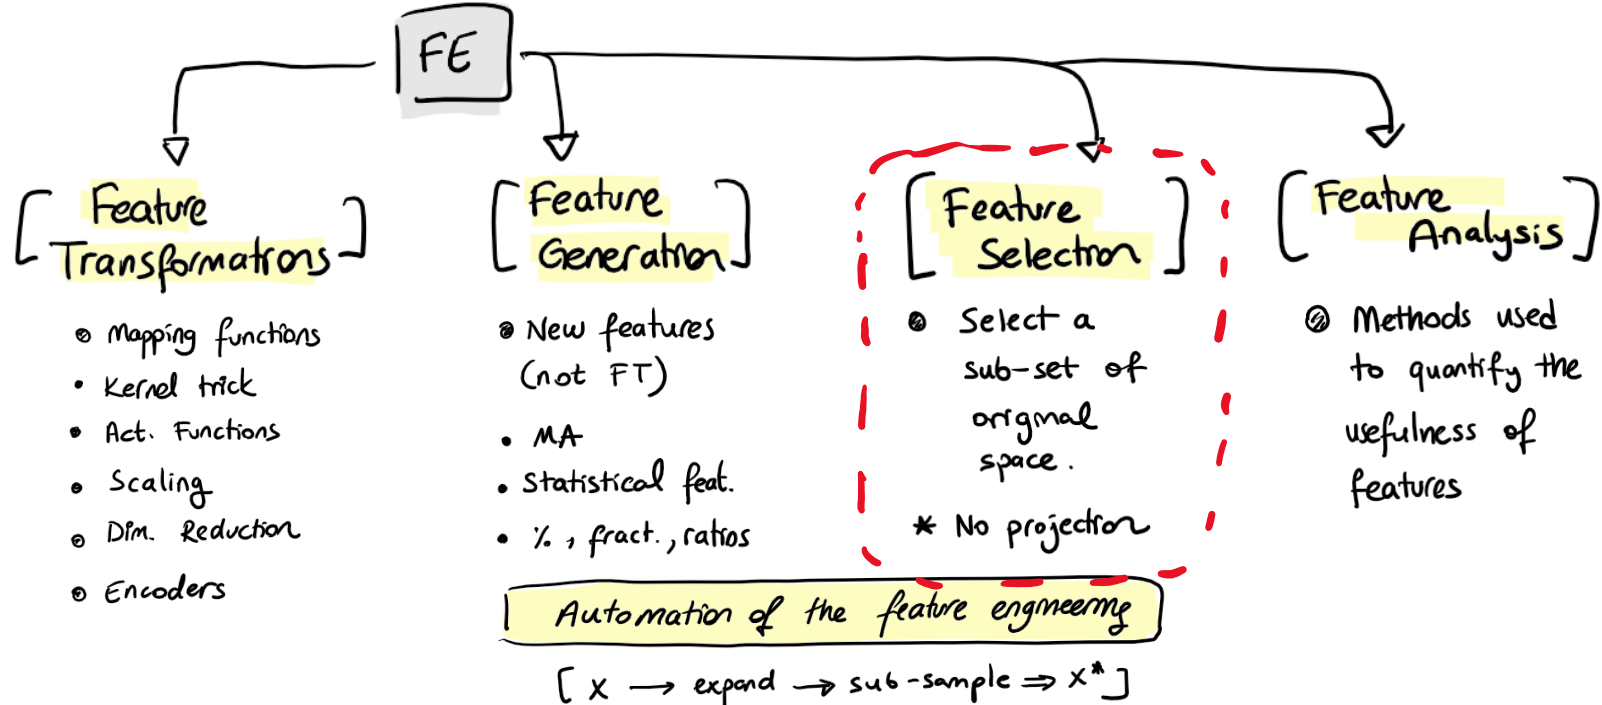 FE
Feature
Transformations
Mapping functions
Kernel trick
Act. Functions
Scaling
Dim. Reduction
Encoders
Feature
Generation
New features
(not FT)
MA
Statistical feat.
%, fract., ratios
Feature
Selection
Select a
sub-set of
original
space.
* No projection
Feature
Analysis
Methods used
to quantify the
usefulness of
features
Automation of the feature engineering
[ X → expand → sub-sample ⇒ X* ]